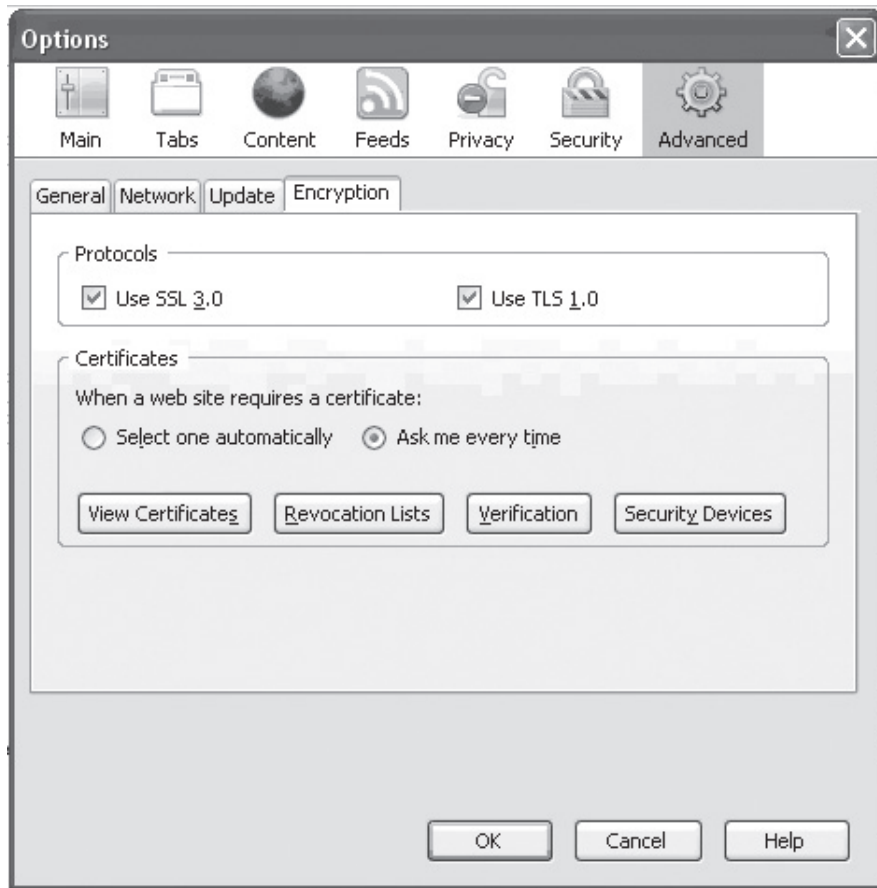 Options
Main Tabs Content Feeds Privacy Security Advanced
General Network Update Encryption
Protocols
Use SSL 3.0 Use TLS 1.0
Certificates
When a web site requires a certificate:
Select one automatically Ask me every time
View Certificates Revocation Lists Verification Security Devices
OK Cancel Help